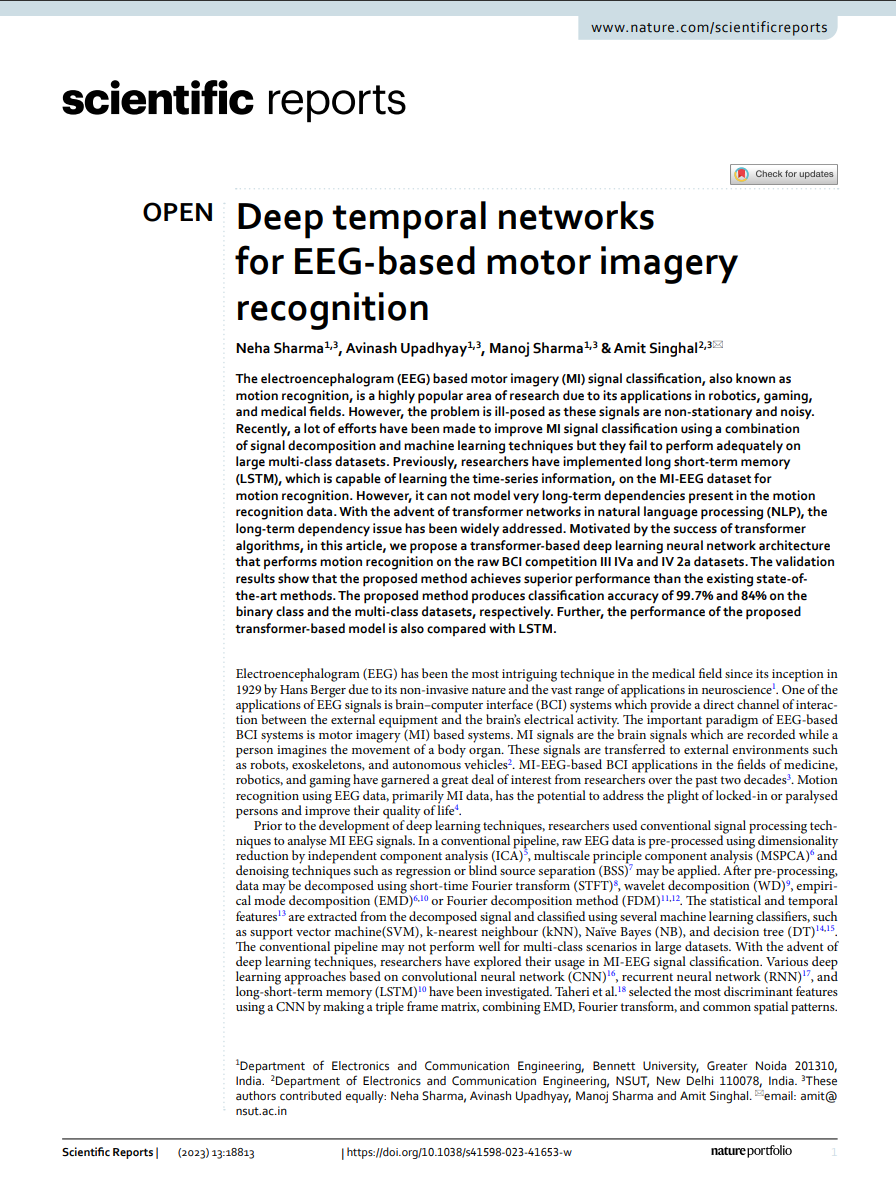 www.nature.com/scientificreports
scientific reports
Check for updates
OPEN
Deep temporal networks
for EEG-based motor imagery
recognition
Neha Sharma1,3, Avinash Upadhyay1,3, Manoj Sharma1,3 & Amit Singhal2,3✉
The electroencephalogram (EEG) based motor imagery (MI) signal classification, also known as
motion recognition, is a highly popular area of research due to its applications in robotics, gaming,
and medical fields. However, the problem is ill-posed as these signals are non-stationary and noisy.
Recently, a lot of efforts have been made to improve MI signal classification using a combination
of signal decomposition and machine learning techniques but they fail to perform adequately on
large multi-class datasets. Previously, researchers have implemented long short-term memory
(LSTM), which is capable of learning the time-series information, on the MI-EEG dataset for
motion recognition. However, it can not model very long-term dependencies present in the motion
recognition data. With the advent of transformer networks in natural language processing (NLP), the
long-term dependency issue has been widely addressed. Motivated by the success of transformer
algorithms, in this article, we propose a transformer-based deep learning neural network architecture
that performs motion recognition on the raw BCI competition III IVa and IV 2a datasets. The validation
results show that the proposed method achieves superior performance than the existing state-of-
the-art methods. The proposed method produces classification accuracy of 99.7% and 84% on the
binary class and the multi-class datasets, respectively. Further, the performance of the proposed
transformer-based model is also compared with LSTM.
Electroencephalogram (EEG) has been the most intriguing technique in the medical field since its inception in
1929 by Hans Berger due to its non-invasive nature and the vast range of applications in neuroscience1. One of the
applications of EEG signals is brain–computer interface (BCI) systems which provide a direct channel of interac-
tion between the external equipment and the brain's electrical activity. The important paradigm of EEG-based
BCI systems is motor imagery (MI) based systems. MI signals are the brain signals which are recorded while a
person imagines the movement of a body organ. These signals are transferred to external environments such
as robots, exoskeletons, and autonomous vehicles2. MI-EEG-based BCI applications in the fields of medicine,
robotics, and gaming have garnered a great deal of interest from researchers over the past two decades3. Motion
recognition using EEG data, primarily MI data, has the potential to address the plight of locked-in or paralysed
persons and improve their quality of life4.
Prior to the development of deep learning techniques, researchers used conventional signal processing tech-
niques to analyse MI EEG signals. In a conventional pipeline, raw EEG data is pre-processed using dimensionality
reduction by independent component analysis (ICA)5, multiscale principle component analysis (MSPCA)6 and
denoising techniques such as regression or blind source separation (BSS)7 may be applied. After pre-processing,
data may be decomposed using short-time Fourier transform (STFT)8, wavelet decomposition (WD)9, empiri-
cal mode decomposition (EMD)6,10 or Fourier decomposition method (FDM)11,12. The statistical and temporal
features13 are extracted from the decomposed signal and classified using several machine learning classifiers, such
as support vector machine(SVM), k-nearest neighbour (kNN), Naïve Bayes (NB), and decision tree (DT)14,15.
The conventional pipeline may not perform well for multi-class scenarios in large datasets. With the advent of
deep learning techniques, researchers have explored their usage in MI-EEG signal classification. Various deep
learning approaches based on convolutional neural network (CNN)16, recurrent neural network (RNN)17, and
long-short-term memory (LSTM)10 have been investigated. Taheri et al.18 selected the most discriminant features
using a CNN by making a triple frame matrix, combining EMD, Fourier transform, and common spatial patterns.
1Department of Electronics and Communication Engineering, Bennett University, Greater Noida 201310,
India. 2Department of Electronics and Communication Engineering, NSUT, New Delhi 110078, India. 3These
authors contributed equally: Neha Sharma, Avinash Upadhyay, Manoj Sharma and Amit Singhal. ✉email: amit@
nsut.ac.in
Scientific Reports | (2023) 13:18813 | https://doi.org/10.1038/s41598-023-41653-w natureportfolio 1